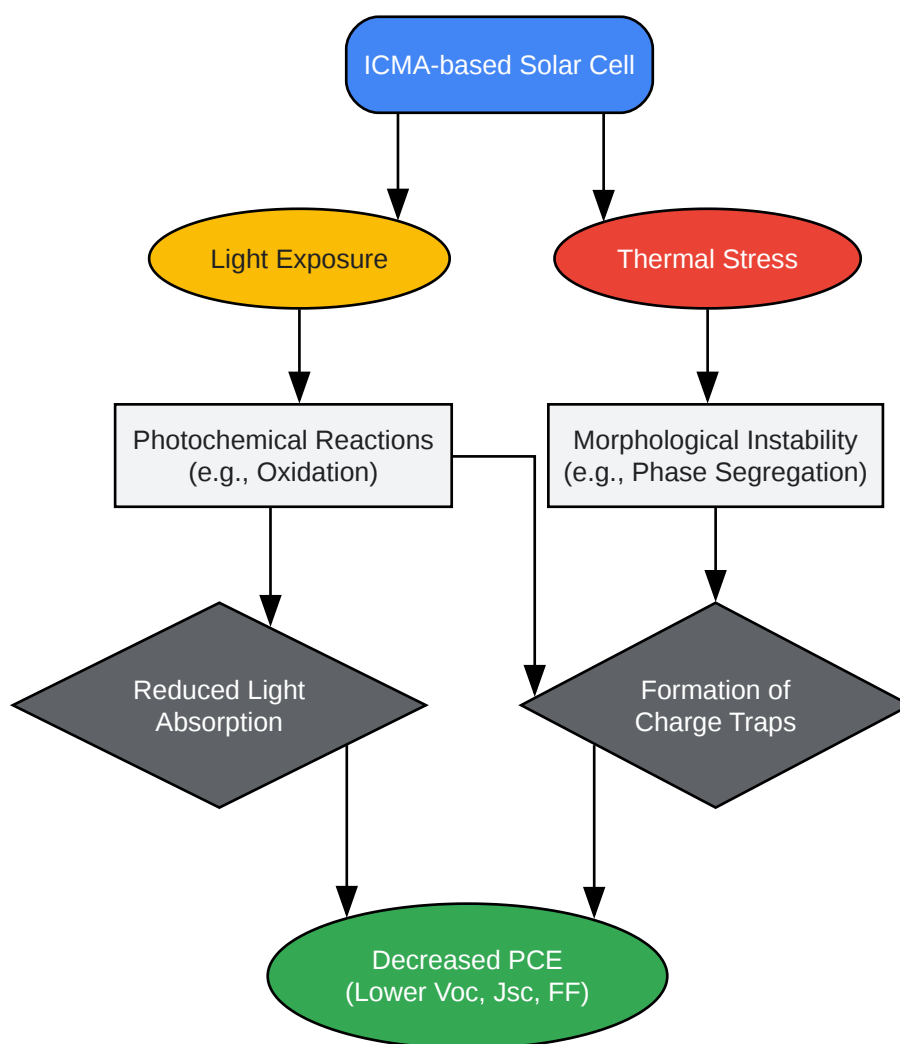 ICMA-based Solar Cell
Light Exposure
Thermal Stress
Photochemical Reactions
(e.g., Oxidation)
Morphological Instability
(e.g., Phase Segregation)
Reduced Light
Absorption
Formation of
Charge Traps
Decreased PCE
(Lower Voc, Jsc, FF)